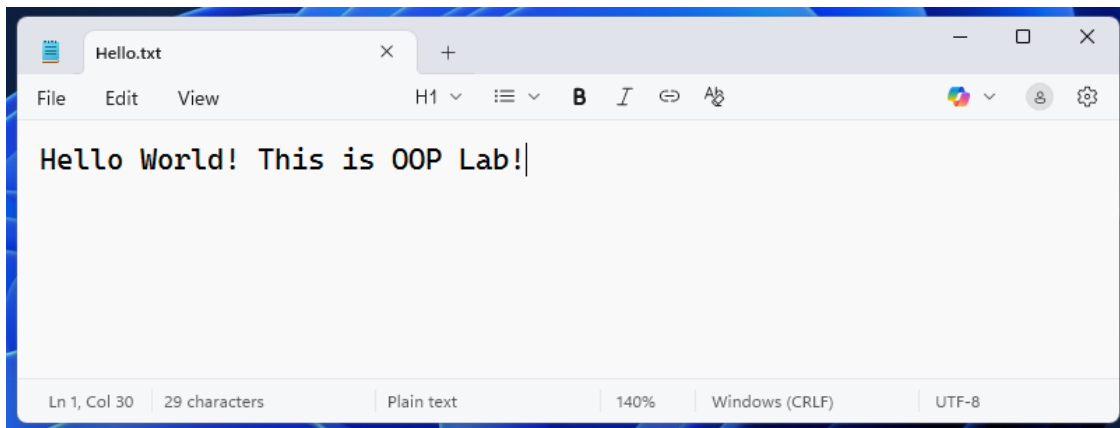 Hello.txt
File Edit View H1 B I
Hello World! This is OOP Lab!
Ln 1, Col 30 29 characters Plain text 140% Windows (CRLF) UTF-8